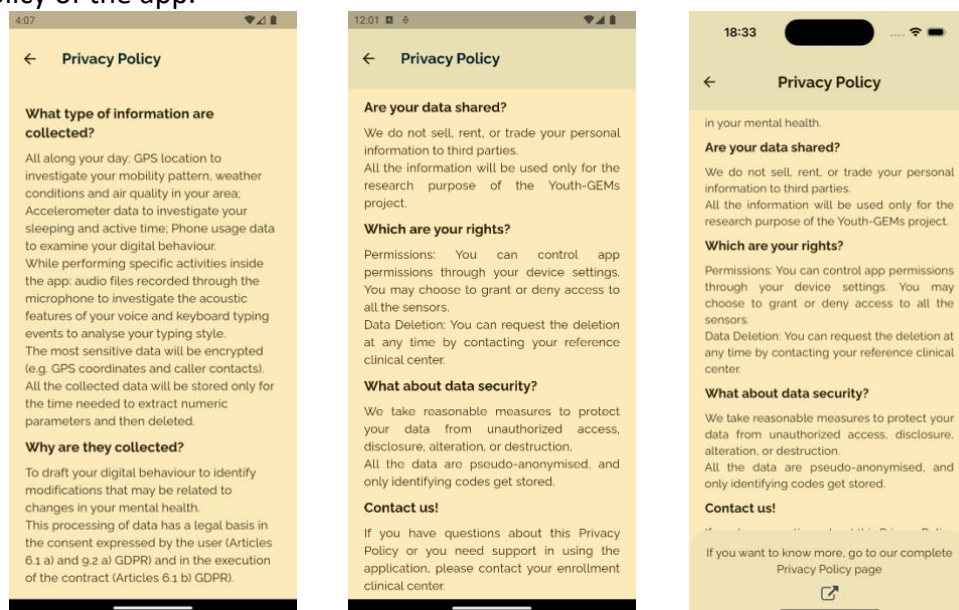 olicy of the app.
4:07
Privacy Policy
What type of information are
collected?
All along your day: GPS location to
investigate your mobility pattern, weather
conditions and air quality in your area;
Accelerometer data to investigate your
sleeping and active time; Phone usage data
to examine your digital behaviour.
While performing specific activities inside
the app: audio files recorded through the
microphone to investigate the acoustic
features of your voice and keyboard typing
events to analyse your typing style.
The most sensitive data will be encrypted
(e.g. GPS coordinates and caller contacts).
All the collected data will be stored only for
the time needed to extract numeric
parameters and then deleted.
Why are they collected?
To draft your digital behaviour to identify
modifications that may be related to
changes in your mental health.
This processing of data has a legal basis in
the consent expressed by the user (Articles
6.1 a) and 9.2 a) GDPR) and in the execution
of the contract (Articles 6.1 b) GDPR).
12:01
Privacy Policy
Are your data shared?
We do not sell, rent, or trade your personal
information to third parties.
All the information will be used only for the
research purpose of the Youth-GEMs
project.
Which are your rights?
Permissions: You can control app
permissions through your device settings.
You may choose to grant or deny access to
all the sensors.
Data Deletion: You can request the deletion
at any time by contacting your reference
clinical center.
What about data security?
We take reasonable measures to protect
your data from unauthorized access,
disclosure, alteration, or destruction.
All the data are pseudo-anonymised, and
only identifying codes get stored.
Contact us!
If you have questions about this Privacy
Policy or you need support in using the
application, please contact your enrollment
clinical center.
18:33
Privacy Policy
in your mental health.
Are your data shared?
We do not sell, rent, or trade your personal
information to third parties.
All the information will be used only for the
research purpose of the Youth-GEMs project.
Which are your rights?
Permissions: You can control app permissions
through your device settings. You may
choose to grant or deny access to all the
sensors.
Data Deletion: You can request the deletion at
any time by contacting your reference clinical
center.
What about data security?
We take reasonable measures to protect your
data from unauthorized access, disclosure,
alteration, or destruction.
All the data are pseudo-anonymised, and
only identifying codes get stored.
Contact us!
If you want to know more, go to our complete
Privacy Policy page